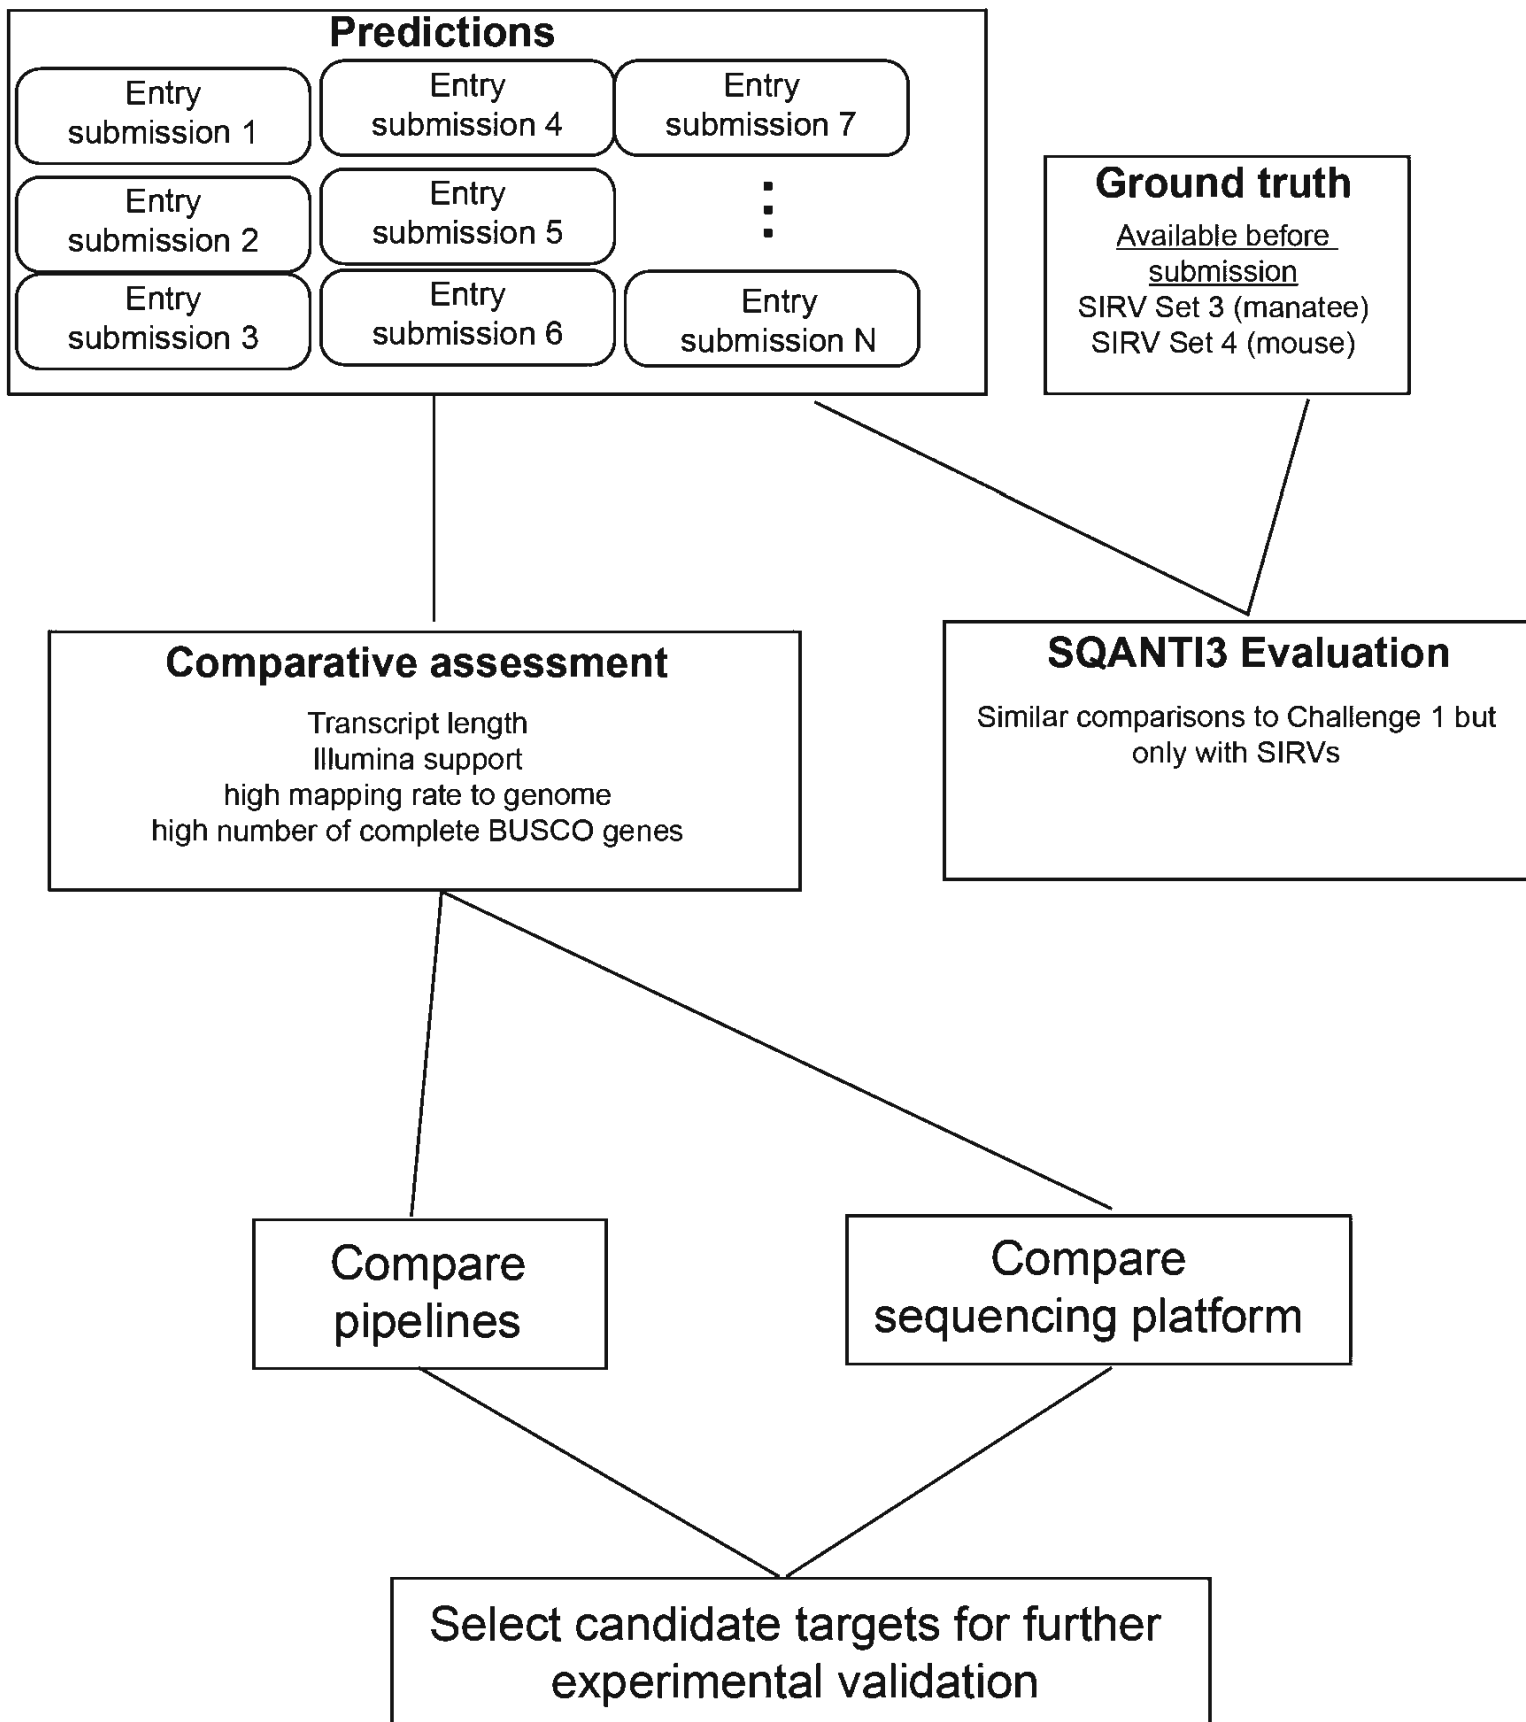 Predictions
Entry
submission 1
Entry
submission 4
Entry
submission 7
Entry
submission 2
Entry
submission 5
Entry
submission 3
Entry
submission 6
Entry
submission N
Ground truth
Available before
submission
SIRV Set 3 (manatee)
SIRV Set 4 (mouse)
Comparative assessment
Transcript length
Illumina support
high mapping rate to genome
high number of complete BUSCO genes
SQANTI3 Evaluation
Similar comparisons to Challenge 1 but
only with SIRVs
Compare
pipelines
Compare
sequencing platform
Select candidate targets for further
experimental validation